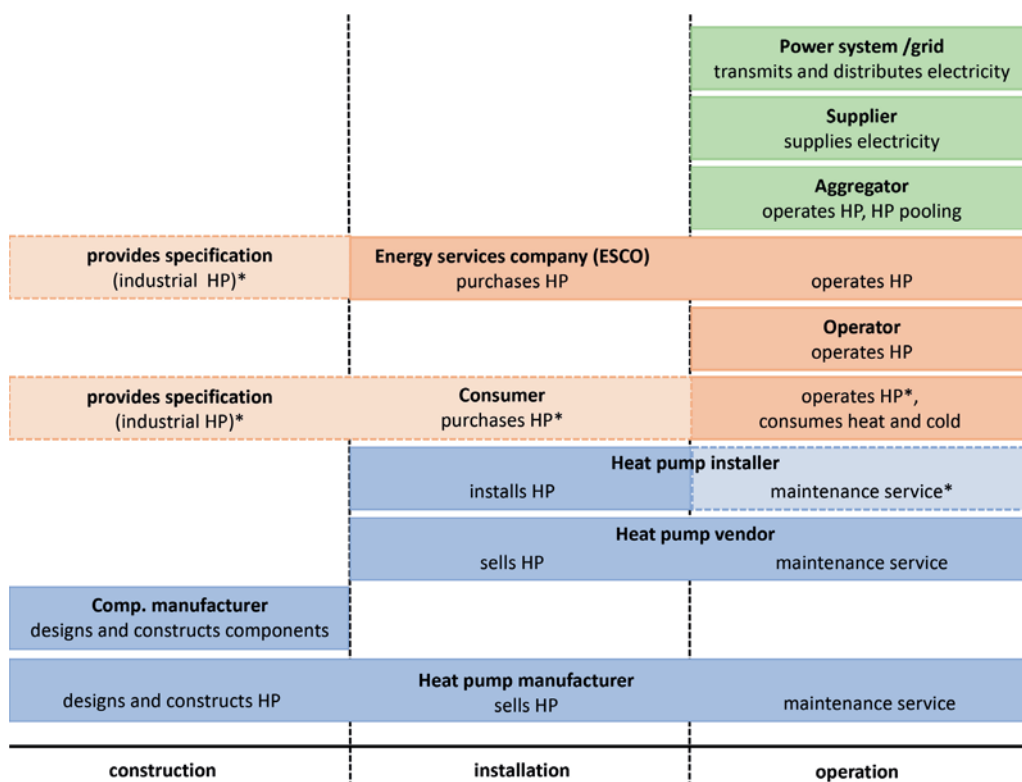 Power system /grid
transmits and distributes electricity
Supplier
supplies electricity
Aggregator
operates HP, HP pooling
provides specification
(industrial HP)*
Energy services company (ESCO)
purchases HP
operates HP
Operator
operates HP
provides specification
(industrial HP)*
Consumer
purchases HP*
operates HP*,
consumes heat and cold
Heat pump installer
installs HP
maintenance service*
Heat pump vendor
sells HP
maintenance service
Comp. manufacturer
designs and constructs components
Heat pump manufacturer
designs and constructs HP
sells HP
maintenance service
construction
installation
operation